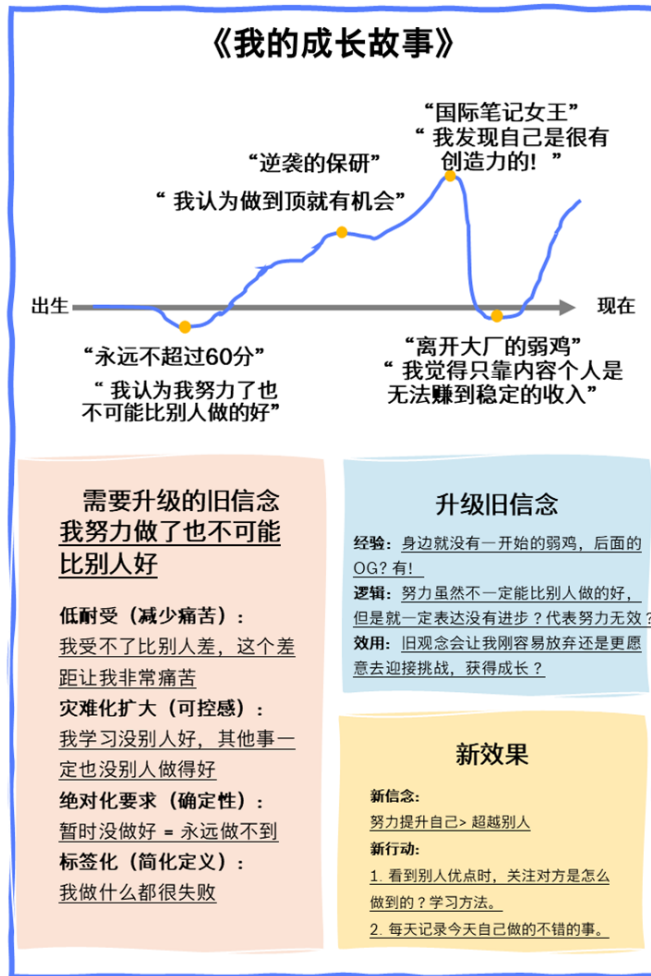 《我的成长故事》
“国际笔记女王”
“ 我发现自己是很有
创造力的！”
“逆袭的保研”
“ 我认为做到顶就有机会”
出生
现在
“永远不超过60分”
“ 我认为我努力了也
不可能比别人做的好”
“离开大厂的弱鸡”
“ 我觉得只靠内容个人是
无法赚到稳定的收入”
需要升级的旧信念
我努力做了也不可能
比别人好
低耐受（减少痛苦）：
我受不了比别人差，这个差
距让我非常痛苦
灾难化扩大（可控感）：
我学习没别人好，其他事一
定也没别人做得好
绝对化要求（确定性）：
暂时没做好 = 永远做不到
标签化（简化定义）：
我做什么都很失败
升级旧信念
经验：身边就没有一开始的弱鸡，后面的
OG？有！
逻辑：努力虽然不一定能比别人做的好，
但是就一定表达没有进步？代表努力无效？
效用：旧观念会让我刚容易放弃还是更愿
意去迎接挑战，获得成长？
新效果
新信念：
努力提升自己> 超越别人
新行动：
1. 看到别人优点时，关注对方是怎么
做到的？学习方法。
2. 每天记录今天自己做的不错的事。